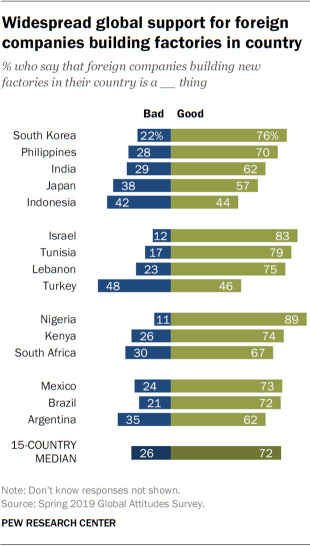 Widespread global support for foreign
companies building factories in country
% who say that foreign companies building new
factories in their country is a __ thing
Bad Good
South Korea 22% 76%
Philippines 28 70
India 29 62
Japan 38 57
Indonesia 42 44
Israel 12 83
Tunisia 17 79
Lebanon 23 75
Turkey 48 46
Nigeria 11 89
Kenya 26 74
South Africa 30 67
Mexico 24 73
Brazil 21 72
Argentina 35 62
15-COUNTRY
MEDIAN 26 72
Note: Don't know responses not shown.
Source: Spring 2019 Global Attitudes Survey.
PEW RESEARCH CENTER